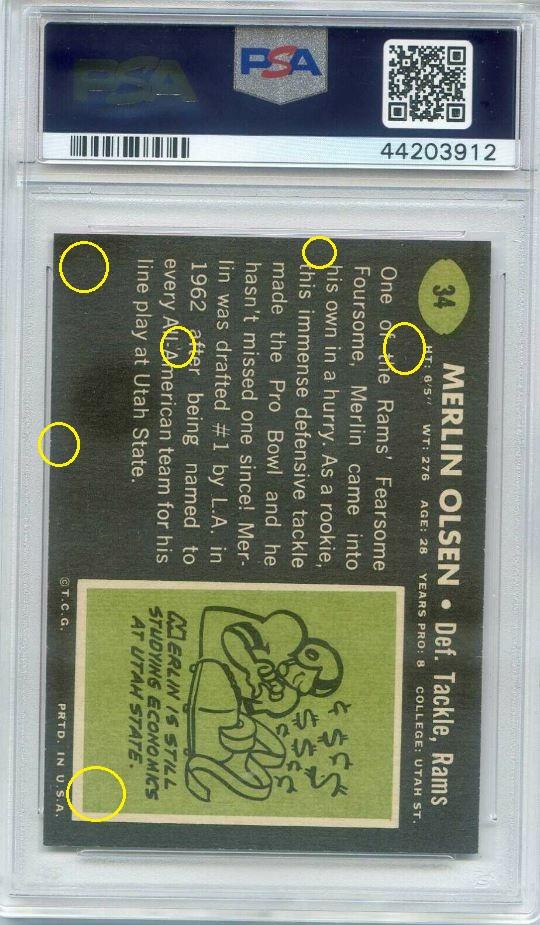 PSA
PSA
44203912
34
MERLIN OLSEN • Def. Tackle, Rams
HT: 6'5" WT: 276 AGE: 28 YEARS PRO: 8 COLLEGE: UTAH ST.
One of the Rams' Fearsome
Foursome, Merlin came into
his own in a hurry. As a rookie,
this immense defensive tackle
made the Pro Bowl and he
hasn't missed one since! Mer-
lin was drafted #1 by L.A. in
1962 after being named to
every All-American team for his
line play at Utah State.
MERLIN IS STILL
STUDYING ECONOMICS
AT UTAH STATE.
©T.C.G. PRTD. IN U.S.A.